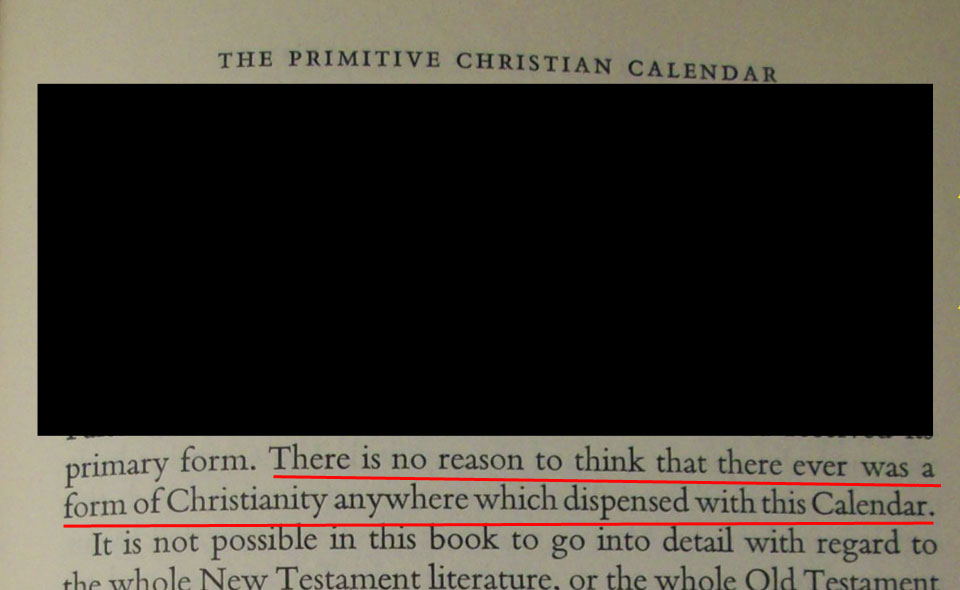 THE PRIMITIVE CHRISTIAN CALENDAR
primary form. There is no reason to think that there ever was a
form of Christianity anywhere which dispensed with this Calendar.
It is not possible in this book to go into detail with regard to
the whole New Testament literature, or the whole Old Testament